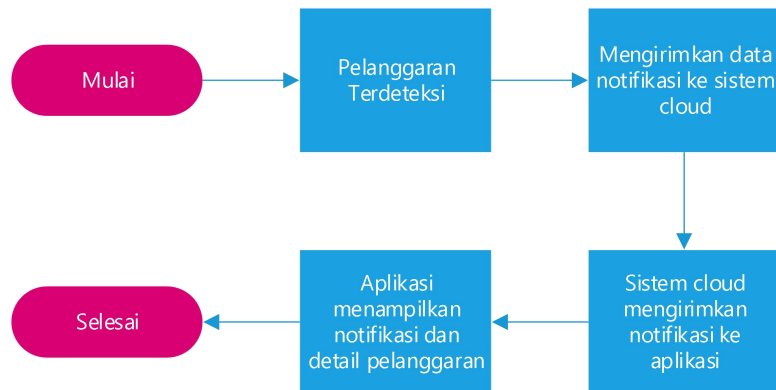 Mulai
Pelanggaran
Terdeteksi
Mengirimkan data
notifikasi ke sistem
cloud
Sistem cloud
mengirimkan
notifikasi ke
aplikasi
Aplikasi
menampilkan
notifikasi dan
detail pelanggaran
Selesai